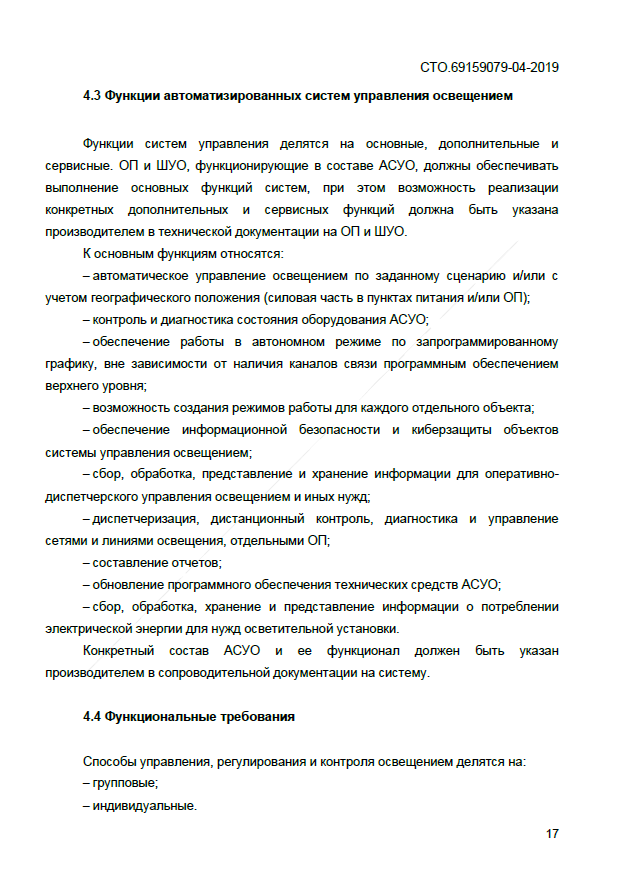 СТО.69159079-04-2019
4.3 Функции автоматизированных систем управления освещением
Функции систем управления делятся на основные, дополнительные и
сервисные. ОП и ШУО, функционирующие в составе АСУО, должны обеспечивать
выполнение основных функций систем, при этом возможность реализации
конкретных дополнительных и сервисных функций должна быть указана
производителем в технической документации на ОП и ШУО.
К основным функциям относятся:
– автоматическое управление освещением по заданному сценарию и/или с
учетом географического положения (силовая часть в пунктах питания и/или ОП);
– контроль и диагностика состояния оборудования АСУО;
– обеспечение работы в автономном режиме по запрограммированному
графику, вне зависимости от наличия каналов связи программным обеспечением
верхнего уровня;
– возможность создания режимов работы для каждого отдельного объекта;
– обеспечение информационной безопасности и киберзащиты объектов
системы управления освещением;
– сбор, обработка, представление и хранение информации для оперативно-
диспетчерского управления освещением и иных нужд;
– диспетчеризация, дистанционный контроль, диагностика и управление
сетями и линиями освещения, отдельными ОП;
– составление отчетов;
– обновление программного обеспечения технических средств АСУО;
– сбор, обработка, хранение и представление информации о потреблении
электрической энергии для нужд осветительной установки.
Конкретный состав АСУО и ее функционал должен быть указан
производителем в сопроводительной документации на систему.
4.4 Функциональные требования
Способы управления, регулирования и контроля освещением делятся на:
– групповые;
– индивидуальные.
17